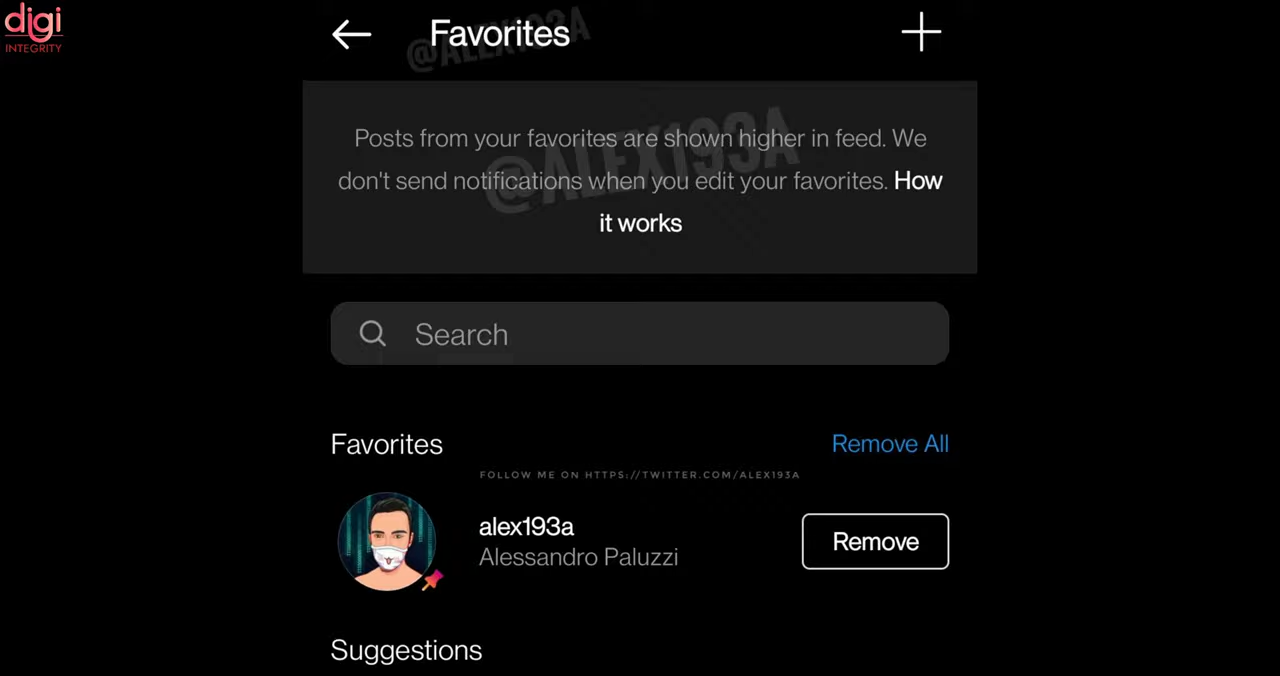 digi
INTEGRITY
Favorites
@ALEX193A
Posts from your favorites are shown higher in feed. We
don't send notifications when you edit your favorites. How
it works
@ALEX193A
Search
Favorites
Remove All
FOLLOW ME ON HTTPS://TWITTER.COM/ALEX193A
alex193a
Alessandro Paluzzi
Remove
Suggestions